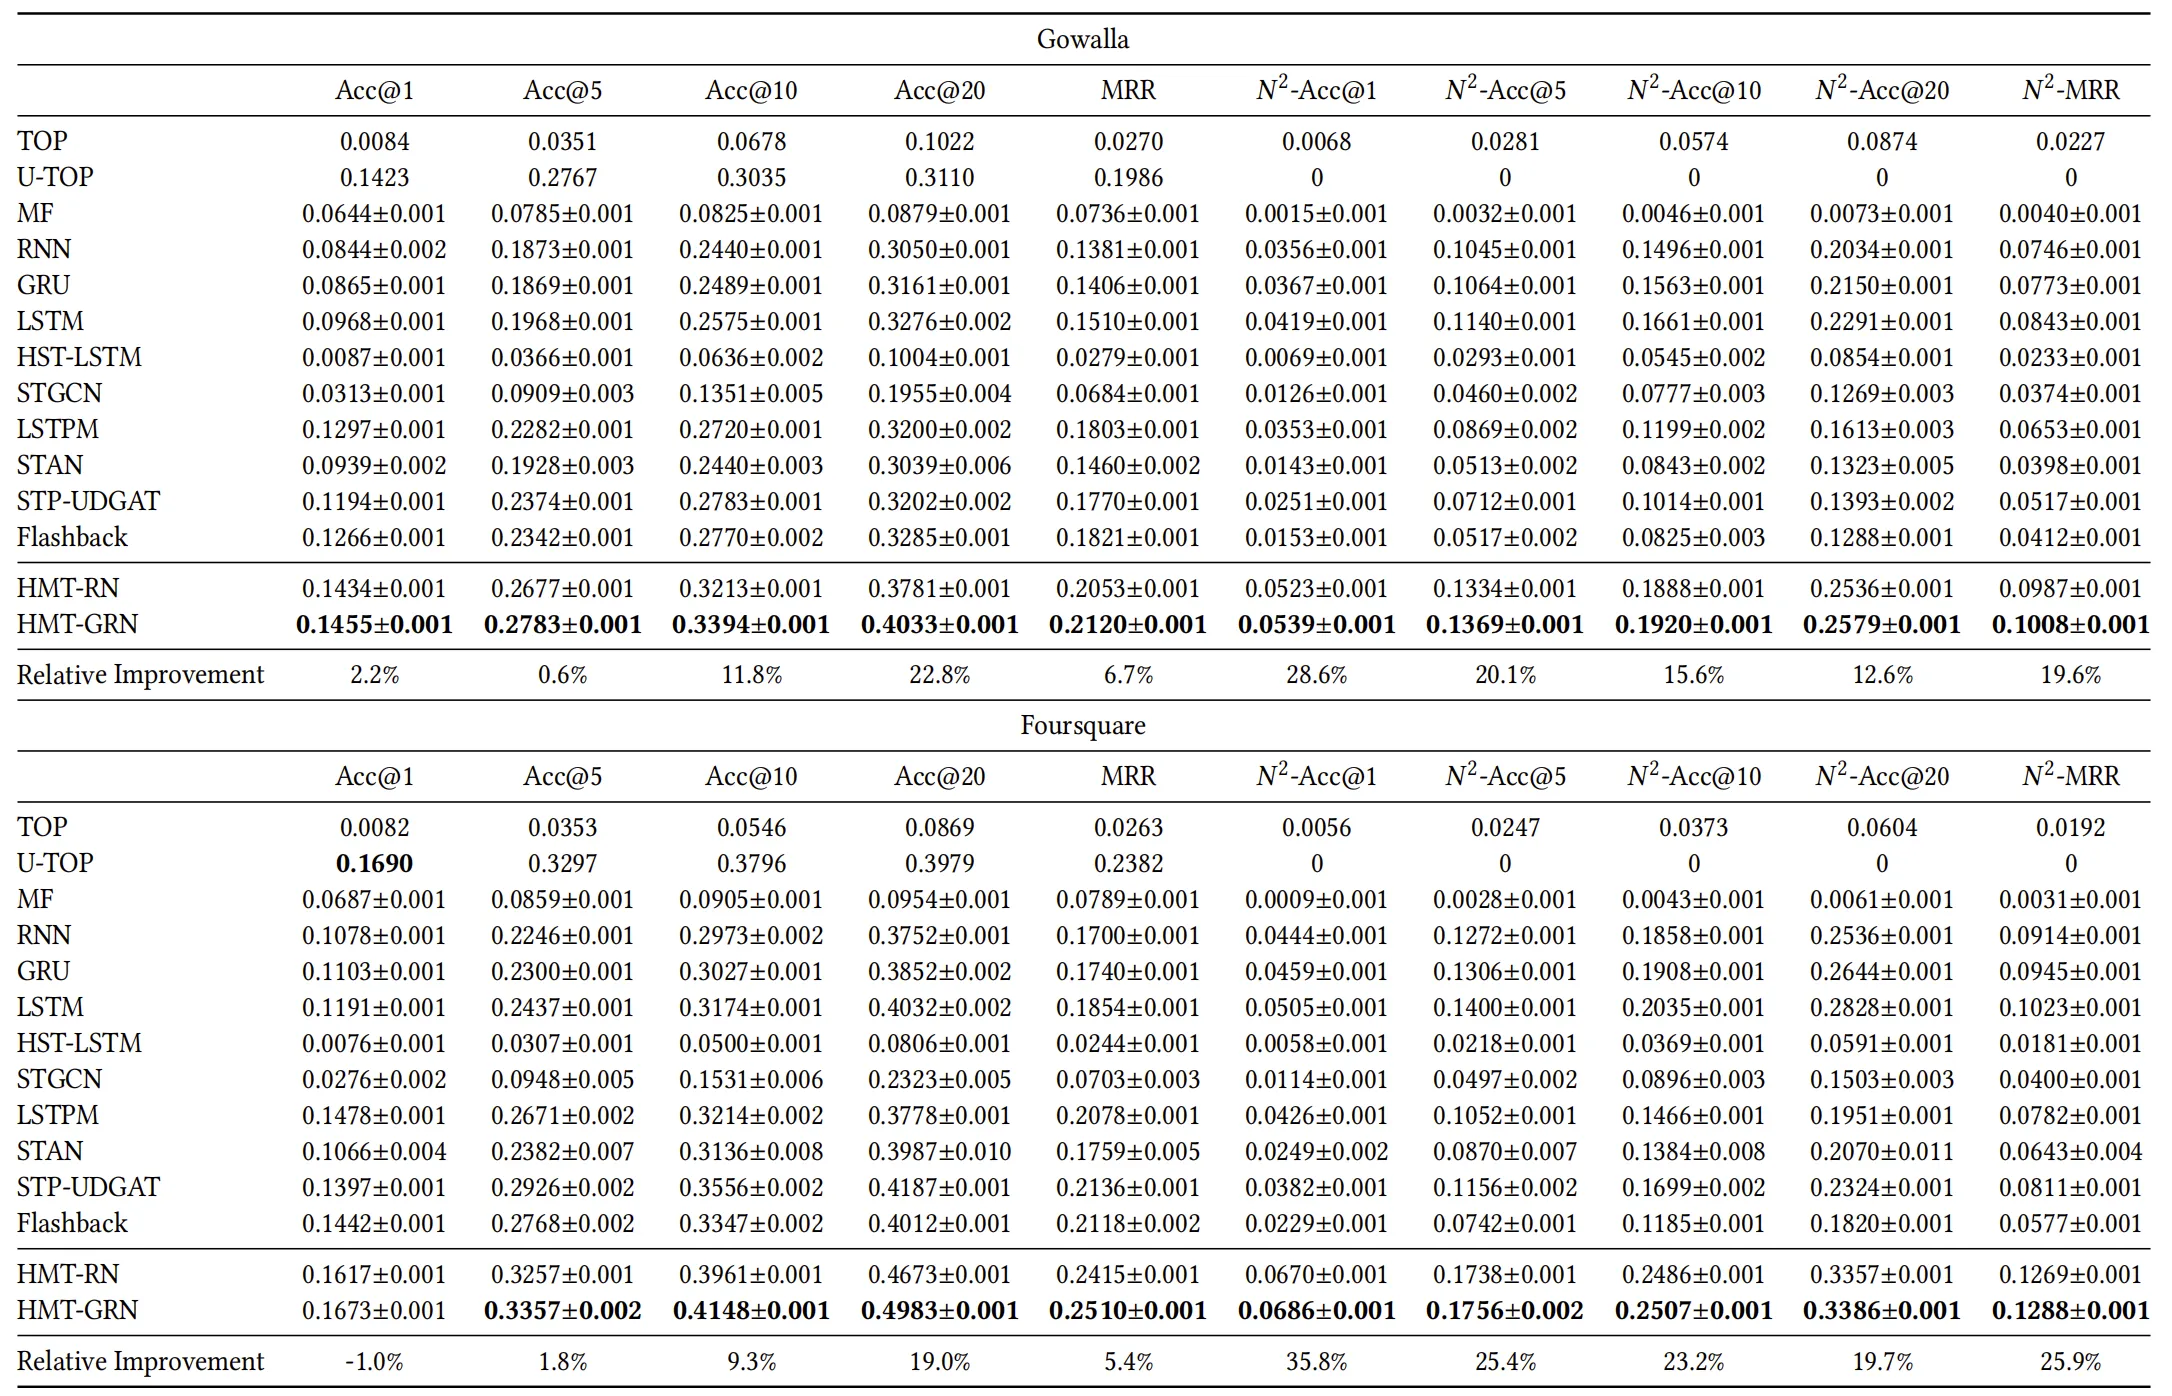 Gowalla
Acc@1 Acc@5 Acc@10 Acc@20 MRR N²-Acc@1 N²-Acc@5 N²-Acc@10 N²-Acc@20 N²-MRR
TOP 0.0084 0.0351 0.0678 0.1022 0.0270 0.0068 0.0281 0.0574 0.0874 0.0227
U-TOP 0.1423 0.2767 0.3035 0.3110 0.1986 0 0 0 0 0
MF 0.0644±0.001 0.0785±0.001 0.0825±0.001 0.0879±0.001 0.0736±0.001 0.0015±0.001 0.0032±0.001 0.0046±0.001 0.0073±0.001 0.0040±0.001
RNN 0.0844±0.002 0.1873±0.001 0.2440±0.001 0.3050±0.001 0.1381±0.001 0.0356±0.001 0.1045±0.001 0.1496±0.001 0.2034±0.001 0.0746±0.001
GRU 0.0865±0.001 0.1869±0.001 0.2489±0.001 0.3161±0.001 0.1406±0.001 0.0367±0.001 0.1064±0.001 0.1563±0.001 0.2150±0.001 0.0773±0.001
LSTM 0.0968±0.001 0.1968±0.001 0.2575±0.001 0.3276±0.002 0.1510±0.001 0.0419±0.001 0.1140±0.001 0.1661±0.001 0.2291±0.001 0.0843±0.001
HST-LSTM 0.0087±0.001 0.0366±0.001 0.0636±0.002 0.1004±0.001 0.0279±0.001 0.0069±0.001 0.0293±0.001 0.0545±0.002 0.0854±0.001 0.0233±0.001
STGCN 0.0313±0.001 0.0909±0.003 0.1351±0.005 0.1955±0.004 0.0684±0.001 0.0126±0.001 0.0460±0.002 0.0777±0.003 0.1269±0.003 0.0374±0.001
LSTPM 0.1297±0.001 0.2282±0.001 0.2720±0.001 0.3200±0.002 0.1803±0.001 0.0353±0.001 0.0869±0.002 0.1199±0.002 0.1613±0.003 0.0653±0.001
STAN 0.0939±0.002 0.1928±0.003 0.2440±0.003 0.3039±0.006 0.1460±0.002 0.0143±0.001 0.0513±0.002 0.0843±0.002 0.1323±0.005 0.0398±0.001
STP-UDGAT 0.1194±0.001 0.2374±0.001 0.2783±0.001 0.3202±0.002 0.1770±0.001 0.0251±0.001 0.0712±0.001 0.1014±0.001 0.1393±0.002 0.0517±0.001
Flashback 0.1266±0.001 0.2342±0.001 0.2770±0.002 0.3285±0.001 0.1821±0.001 0.0153±0.001 0.0517±0.002 0.0825±0.003 0.1288±0.001 0.0412±0.001
HMT-RN 0.1434±0.001 0.2677±0.001 0.3213±0.001 0.3781±0.001 0.2053±0.001 0.0523±0.001 0.1334±0.001 0.1888±0.001 0.2536±0.001 0.0987±0.001
HMT-GRN 0.1455±0.001 0.2783±0.001 0.3394±0.001 0.4033±0.001 0.2120±0.001 0.0539±0.001 0.1369±0.001 0.1920±0.001 0.2579±0.001 0.1008±0.001
Relative Improvement 2.2% 0.6% 11.8% 22.8% 6.7% 28.6% 20.1% 15.6% 12.6% 19.6%
Foursquare
Acc@1 Acc@5 Acc@10 Acc@20 MRR N²-Acc@1 N²-Acc@5 N²-Acc@10 N²-Acc@20 N²-MRR
TOP 0.0082 0.0353 0.0546 0.0869 0.0263 0.0056 0.0247 0.0373 0.0604 0.0192
U-TOP 0.1690 0.3297 0.3796 0.3979 0.2382 0 0 0 0 0
MF 0.0687±0.001 0.0859±0.001 0.0905±0.001 0.0954±0.001 0.0789±0.001 0.0009±0.001 0.0028±0.001 0.0043±0.001 0.0061±0.001 0.0031±0.001
RNN 0.1078±0.001 0.2246±0.001 0.2973±0.002 0.3752±0.001 0.1700±0.001 0.0444±0.001 0.1272±0.001 0.1858±0.001 0.2536±0.001 0.0914±0.001
GRU 0.1103±0.001 0.2300±0.001 0.3027±0.001 0.3852±0.002 0.1740±0.001 0.0459±0.001 0.1306±0.001 0.1908±0.001 0.2644±0.001 0.0945±0.001
LSTM 0.1191±0.001 0.2437±0.001 0.3174±0.001 0.4032±0.002 0.1854±0.001 0.0505±0.001 0.1400±0.001 0.2035±0.001 0.2828±0.001 0.1023±0.001
HST-LSTM 0.0076±0.001 0.0307±0.001 0.0500±0.001 0.0806±0.001 0.0244±0.001 0.0058±0.001 0.0218±0.001 0.0369±0.001 0.0591±0.001 0.0181±0.001
STGCN 0.0276±0.002 0.0948±0.005 0.1531±0.006 0.2323±0.005 0.0703±0.003 0.0114±0.001 0.0497±0.002 0.0896±0.003 0.1503±0.003 0.0400±0.001
LSTPM 0.1478±0.001 0.2671±0.002 0.3214±0.002 0.3778±0.001 0.2078±0.001 0.0426±0.001 0.1052±0.001 0.1466±0.001 0.1951±0.001 0.0782±0.001
STAN 0.1066±0.004 0.2382±0.007 0.3136±0.008 0.3987±0.010 0.1759±0.005 0.0249±0.002 0.0870±0.007 0.1384±0.008 0.2070±0.011 0.0643±0.004
STP-UDGAT 0.1397±0.001 0.2926±0.002 0.3556±0.002 0.4187±0.001 0.2136±0.001 0.0382±0.001 0.1156±0.002 0.1699±0.002 0.2324±0.001 0.0811±0.001
Flashback 0.1442±0.001 0.2768±0.002 0.3347±0.002 0.4012±0.001 0.2118±0.002 0.0229±0.001 0.0742±0.001 0.1185±0.001 0.1820±0.001 0.0577±0.001
HMT-RN 0.1617±0.001 0.3257±0.001 0.3961±0.001 0.4673±0.001 0.2415±0.001 0.0670±0.001 0.1738±0.001 0.2486±0.001 0.3357±0.001 0.1269±0.001
HMT-GRN 0.1673±0.001 0.3357±0.002 0.4148±0.001 0.4983±0.001 0.2510±0.001 0.0686±0.001 0.1756±0.002 0.2507±0.001 0.3386±0.001 0.1288±0.001
Relative Improvement -1.0% 1.8% 9.3% 19.0% 5.4% 35.8% 25.4% 23.2% 19.7% 25.9%